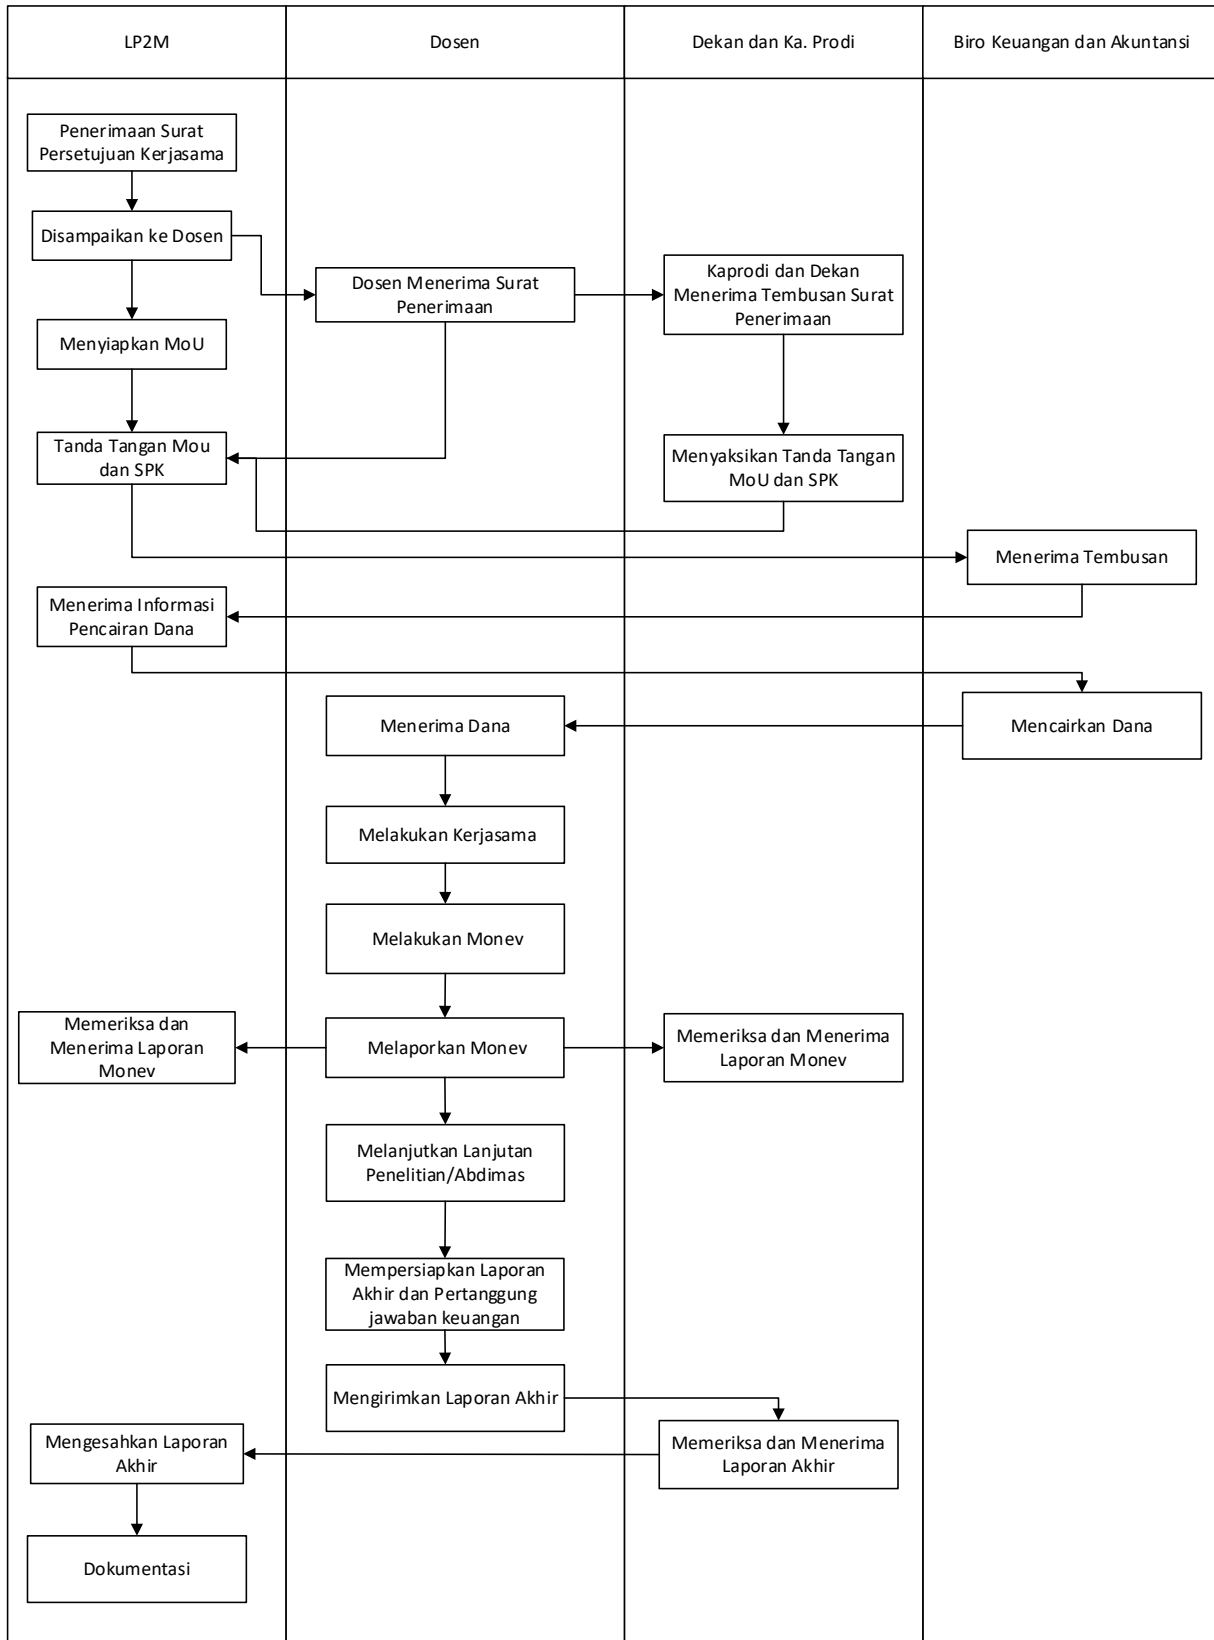 LP2M
Dosen
Dekan dan Ka. Prodi
Biro Keuangan dan Akuntansi
Penerimaan Surat
Persetujuan Kerjasama
Disampaikan ke Dosen
Dosen Menerima Surat
Penerimaan
Kaprodi dan Dekan
Menerima Tembusan Surat
Penerimaan
Menyiapkan MoU
Tanda Tangan Mou
dan SPK
Menyaksikan Tanda Tangan
MoU dan SPK
Menerima Tembusan
Menerima Informasi
Pencairan Dana
Menerima Dana
Mencairkan Dana
Melakukan Kerjasama
Melakukan Monev
Memeriksa dan
Menerima Laporan
Monev
Melaporkan Monev
Memeriksa dan Menerima
Laporan Monev
Melanjutkan Lanjutan
Penelitian/Abdimas
Mempersiapkan Laporan
Akhir dan Pertanggung
jawaban keuangan
Mengirimkan Laporan Akhir
Mengesahkan Laporan
Akhir
Memeriksa dan Menerima
Laporan Akhir
Dokumentasi